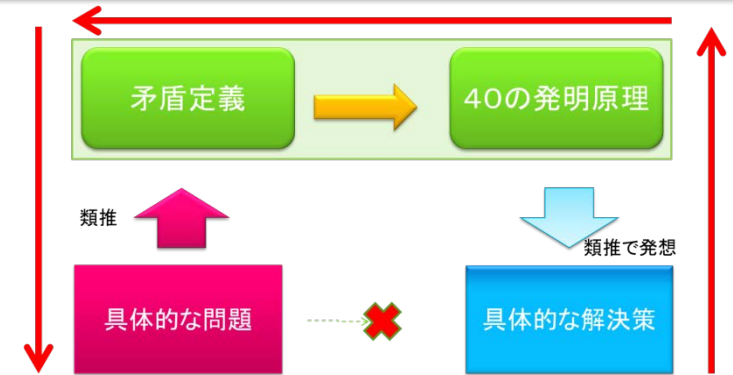 矛盾定義
40の発明原理
類推
類推で発想
具体的な問題
具体的な解決策